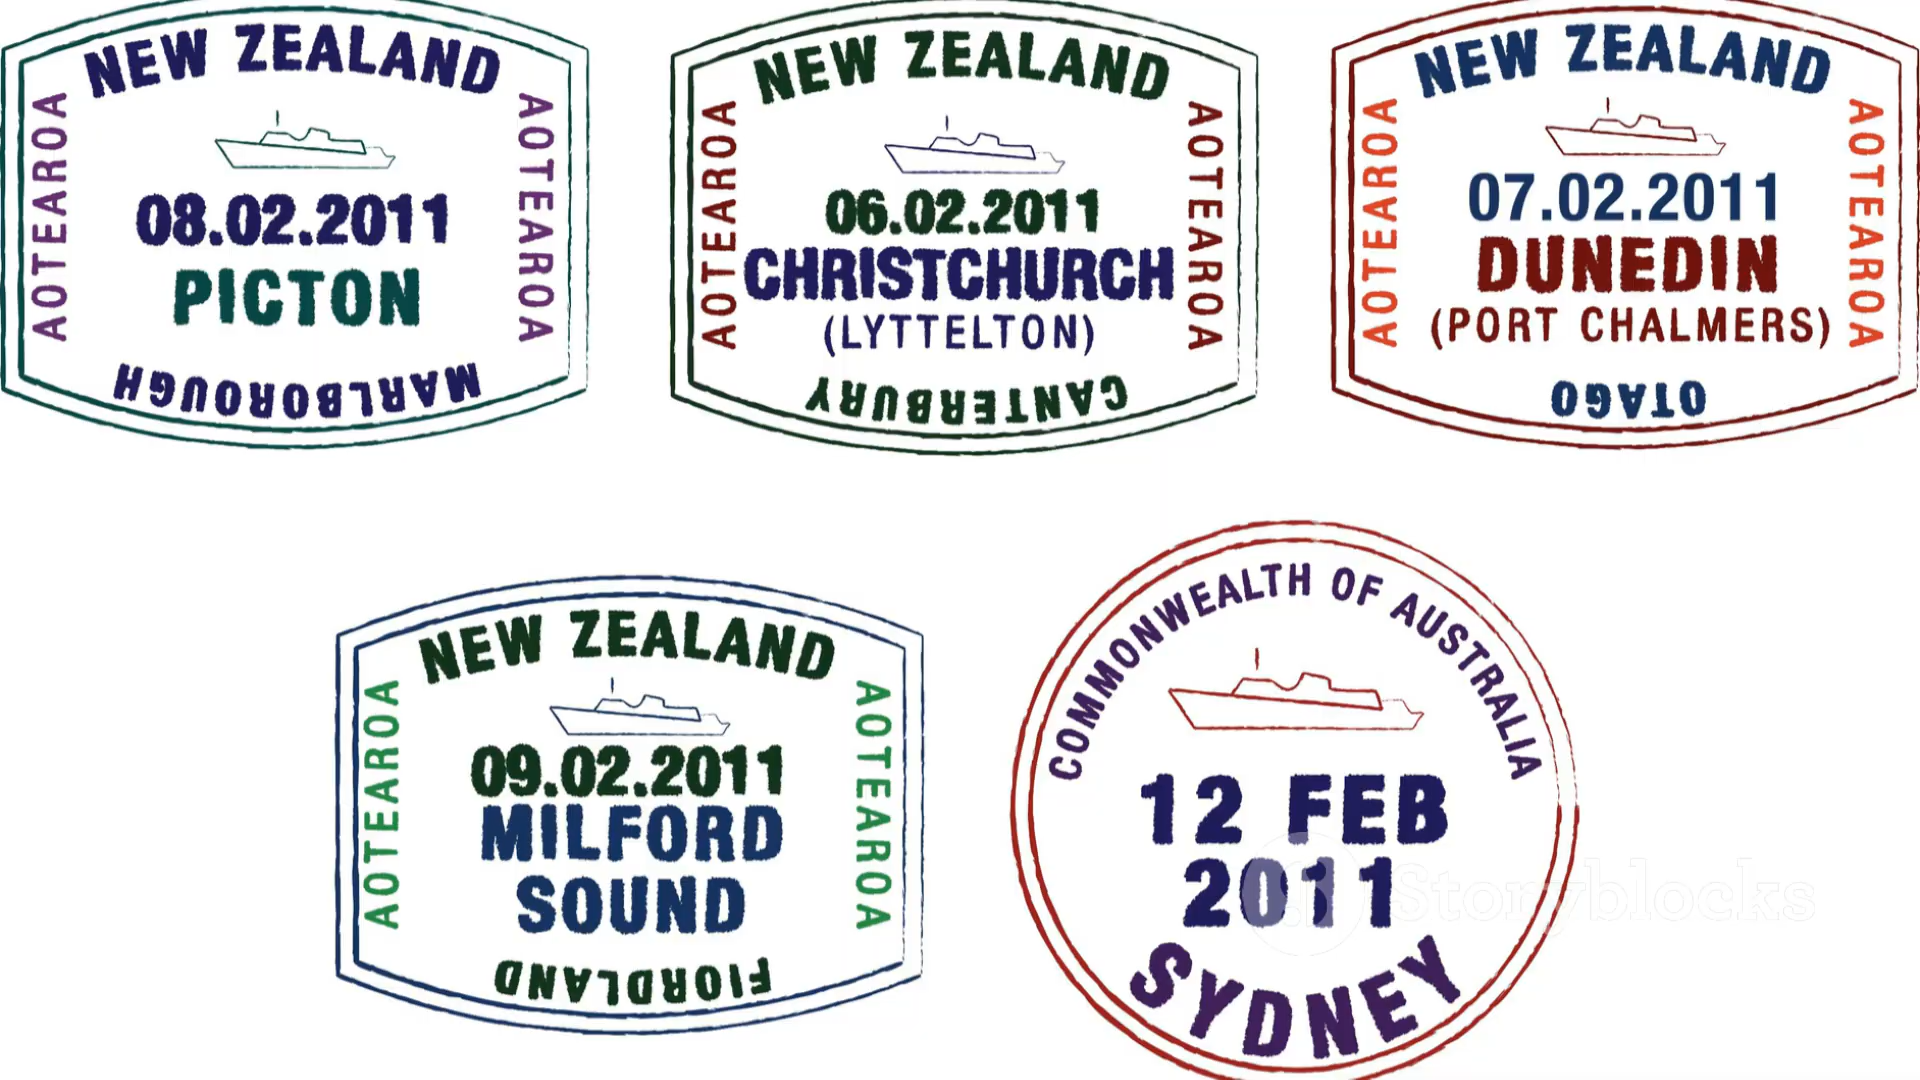 NEW ZEALAND
AOTEAROA
AOTEAROA
08.02.2011
PICTON
MARLBOROUGH
NEW ZEALAND
AOTEAROA
AOTEAROA
06.02.2011
CHRISTCHURCH
(LYTTELTON)
CANTERBURY
NEW ZEALAND
AOTEAROA
AOTEAROA
07.02.2011
DUNEDIN
(PORT CHALMERS)
OTAGO
NEW ZEALAND
AOTEAROA
AOTEAROA
09.02.2011
MILFORD
SOUND
FIORDLAND
COMMONWEALTH OF AUSTRALIA
12 FEB
2011
SYDNEY
Storyblocks